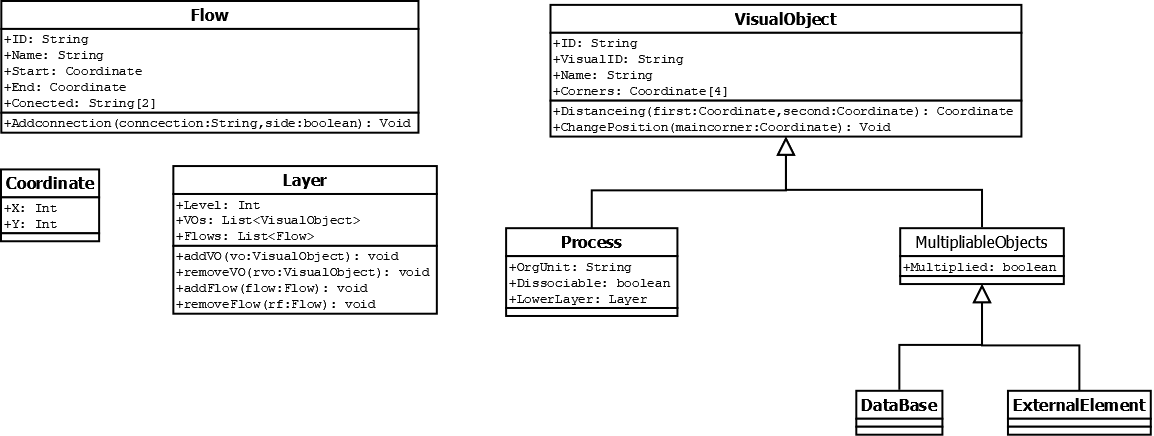 Flow
+ID: String
+Name: String
+Start: Coordinate
+End: Coordinate
+Conected: String[2]
+Addconnection(conncection:String,side:boolean): Void
VisualObject
+ID: String
+VisualID: String
+Name: String
+Corners: Coordinate[4]
+Distanceing(first:Coordinate,second:Coordinate): Coordinate
+ChangePosition(maincorner:Coordinate): Void
Coordinate
+X: Int
+Y: Int
Layer
+Level: Int
+VOs: List<VisualObject>
+Flows: List<Flow>
+addVO(vo:VisualObject): void
+removeVO(rvo:VisualObject): void
+addFlow(flow:Flow): void
+removeFlow(rf:Flow): void
Process
+OrgUnit: String
+Dissociable: boolean
+LowerLayer: Layer
MultipliableObjects
+Multiplied: boolean
DataBase
ExternalElement